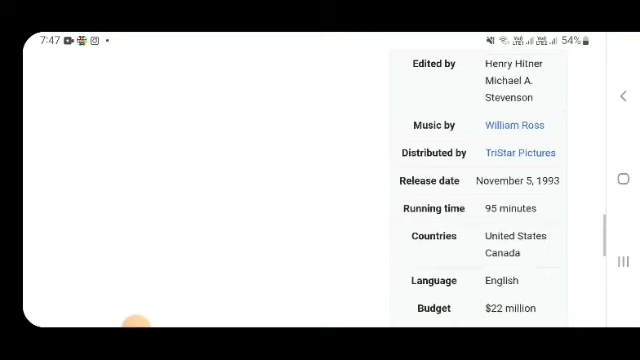 7:47
54%
Edited by Henry Hitner
Michael A.
Stevenson
Music by William Ross
Distributed by TriStar Pictures
Release date November 5, 1993
Running time 95 minutes
Countries United States
Canada
Language English
Budget $22 million